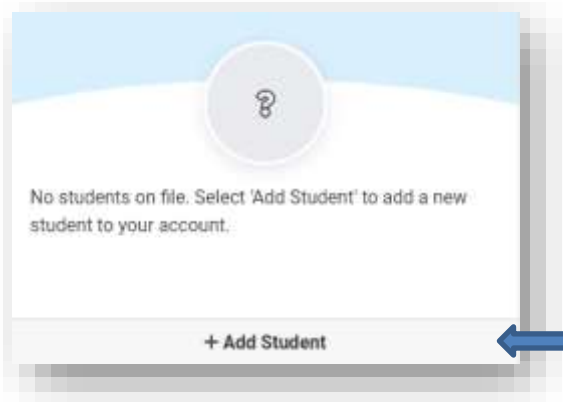 ?
No students on file. Select 'Add Student' to add a new
student to your account.
+ Add Student